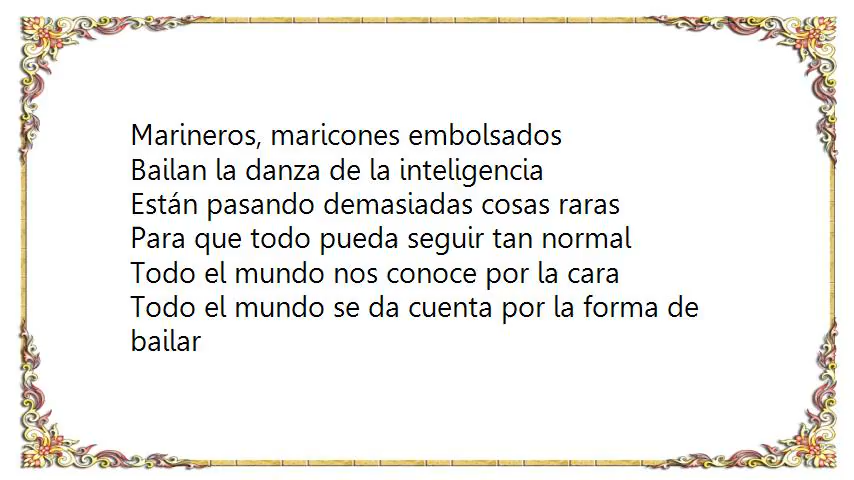 Marineros, maricones embolsados
Bailan la danza de la inteligencia
Están pasando demasiadas cosas raras
Para que todo pueda seguir tan normal
Todo el mundo nos conoce por la cara
Todo el mundo se da cuenta por la forma de
bailar